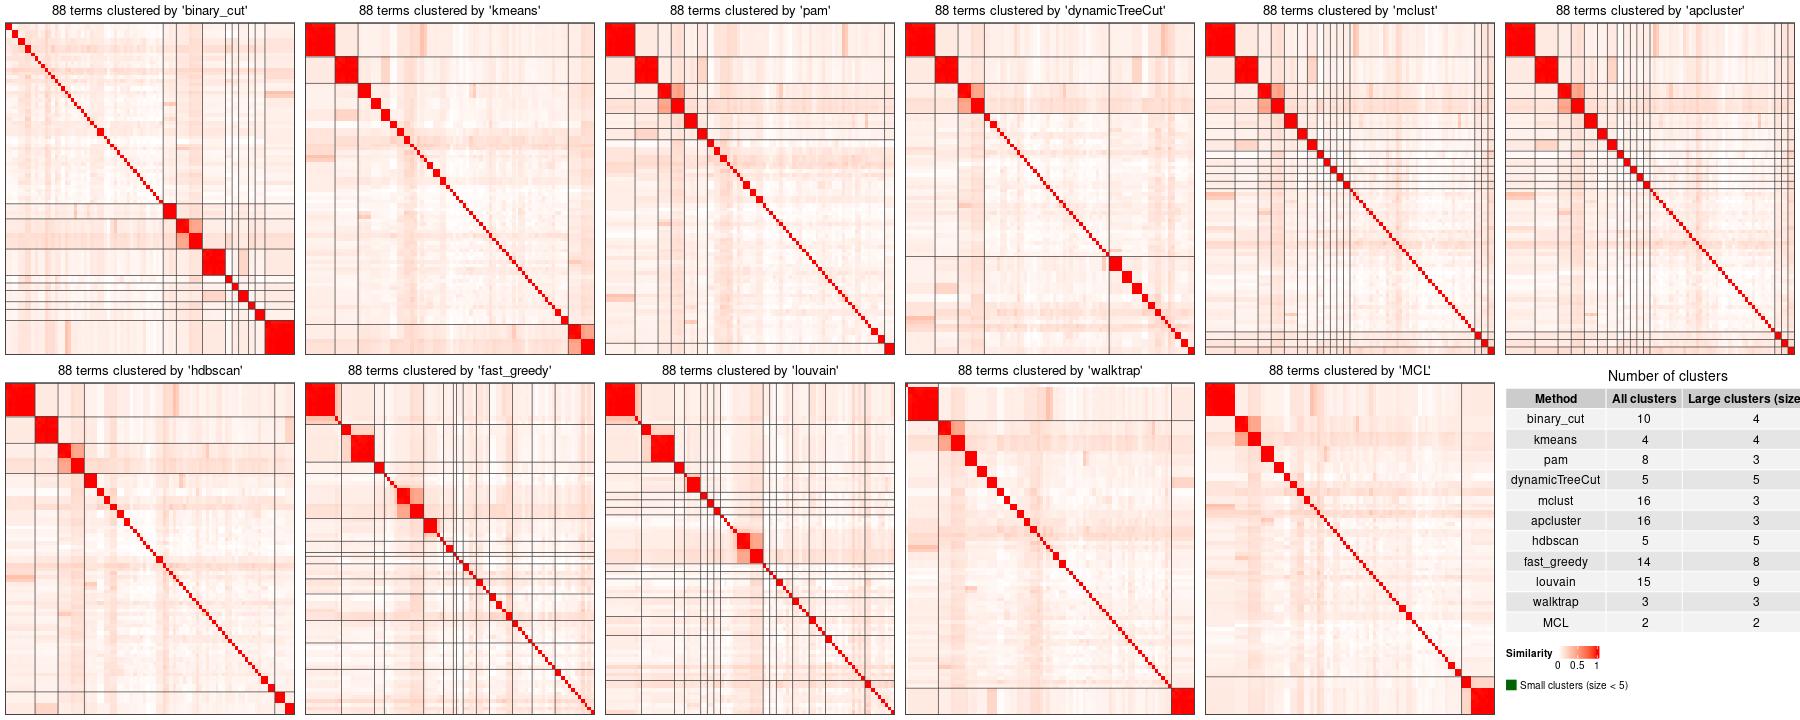 88 terms clustered by 'binary_cut'
88 terms clustered by 'kmeans'
88 terms clustered by 'pam'
88 terms clustered by 'dynamicTreeCut'
88 terms clustered by 'mclust'
88 terms clustered by 'apcluster'
88 terms clustered by 'hdbscan'
88 terms clustered by 'fast_greedy'
88 terms clustered by 'louvain'
88 terms clustered by 'walktrap'
88 terms clustered by 'MCL'
Number of clusters
Method All clusters Large clusters (size
binary_cut 10 4
kmeans 4 4
pam 8 3
dynamicTreeCut 5 5
mclust 16 3
apcluster 16 3
hdbscan 5 5
fast_greedy 14 8
louvain 15 9
walktrap 3 3
MCL 2 2
Similarity
0 0.5 1
Small clusters (size < 5)